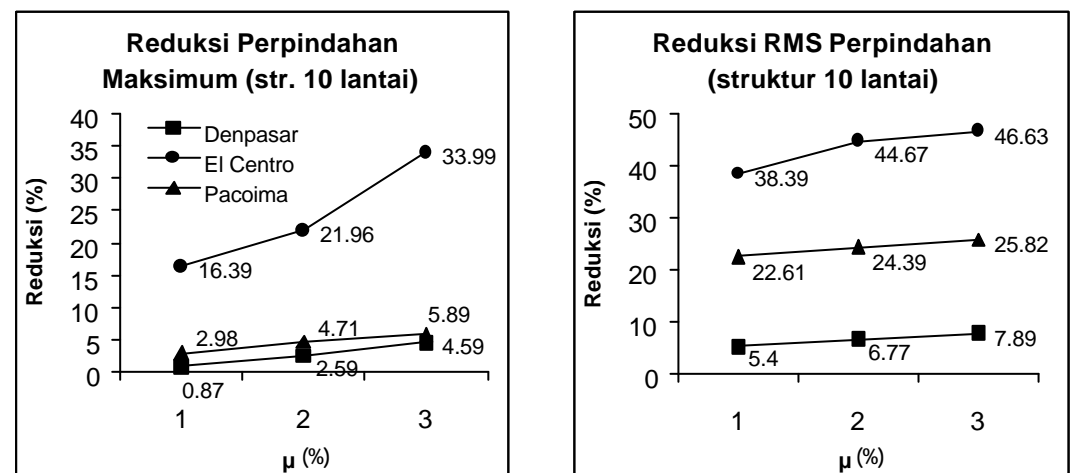 Reduksi Perpindahan
Maksimum (str. 10 lantai)
Reduksi (%)
40
35
30
25
20
15
10
5
0
Denpasar
El Centro
Pacoima
33.99
21.96
16.39
2.98
4.71
5.89
4.59
2.59
0.87
1 2 3
µ (%)
Reduksi RMS Perpindahan
(struktur 10 lantai)
Reduksi (%)
50
40
30
20
10
0
38.39
44.67
46.63
22.61
24.39
25.82
5.4
6.77
7.89
1 2 3
µ (%)